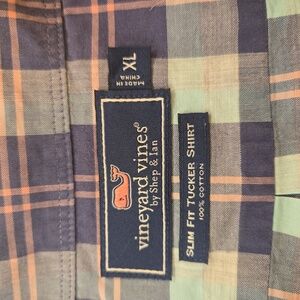 XL
MADE IN
CHINA
vineyard vines®
by Shep & Ian
SLIM FIT TUCKER SHIRT
100% COTTON